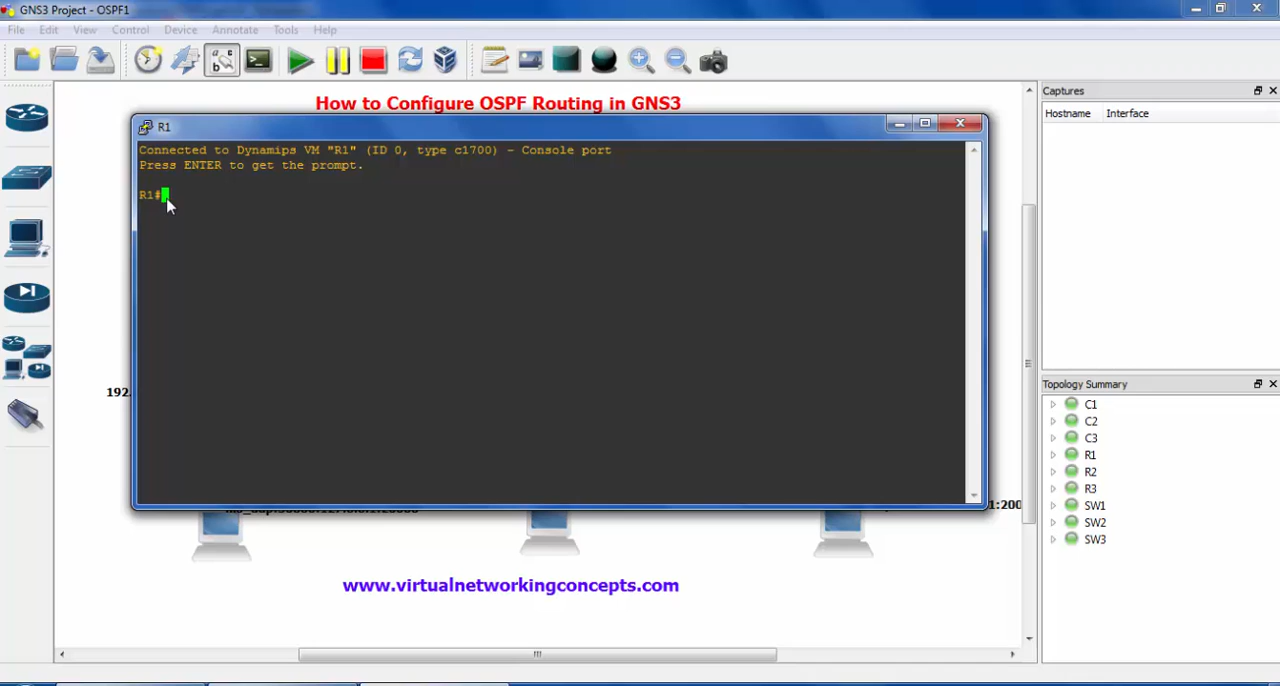 GNS3 Project - OSPF1
File Edit View Control Device Annotate Tools Help
How to Configure OSPF Routing in GNS3
R1
Connected to Dynamips VM "R1" (ID 0, type c1700) - Console port
Press ENTER to get the prompt.
R1#
192.
1:200
www.virtualnetworkingconcepts.com
Captures
Hostname Interface
Topology Summary
C1
C2
C3
R1
R2
R3
SW1
SW2
SW3